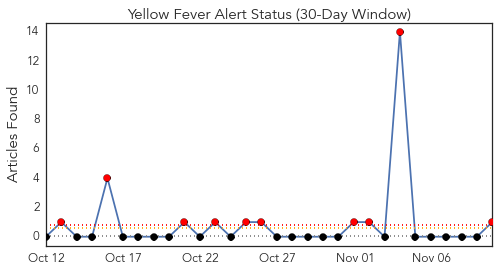 Yellow Fever Alert Status (30-Day Window)
Articles Found
14
12
10
8
6
4
2
0
Oct 12 Oct 17 Oct 22 Oct 27 Nov 01 Nov 06